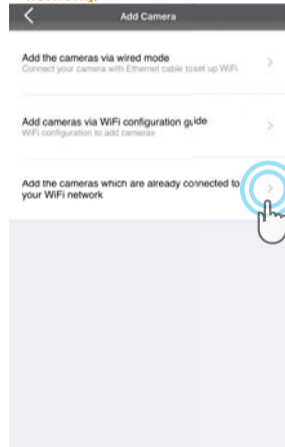 Add Camera
Add the cameras via wired mode
Connect your camera with Ethernet cable toset up WiFi
Add cameras via WiFi configuration guide
WiFi configuration to add cameras
Add the cameras which are already connected to
your WiFi network